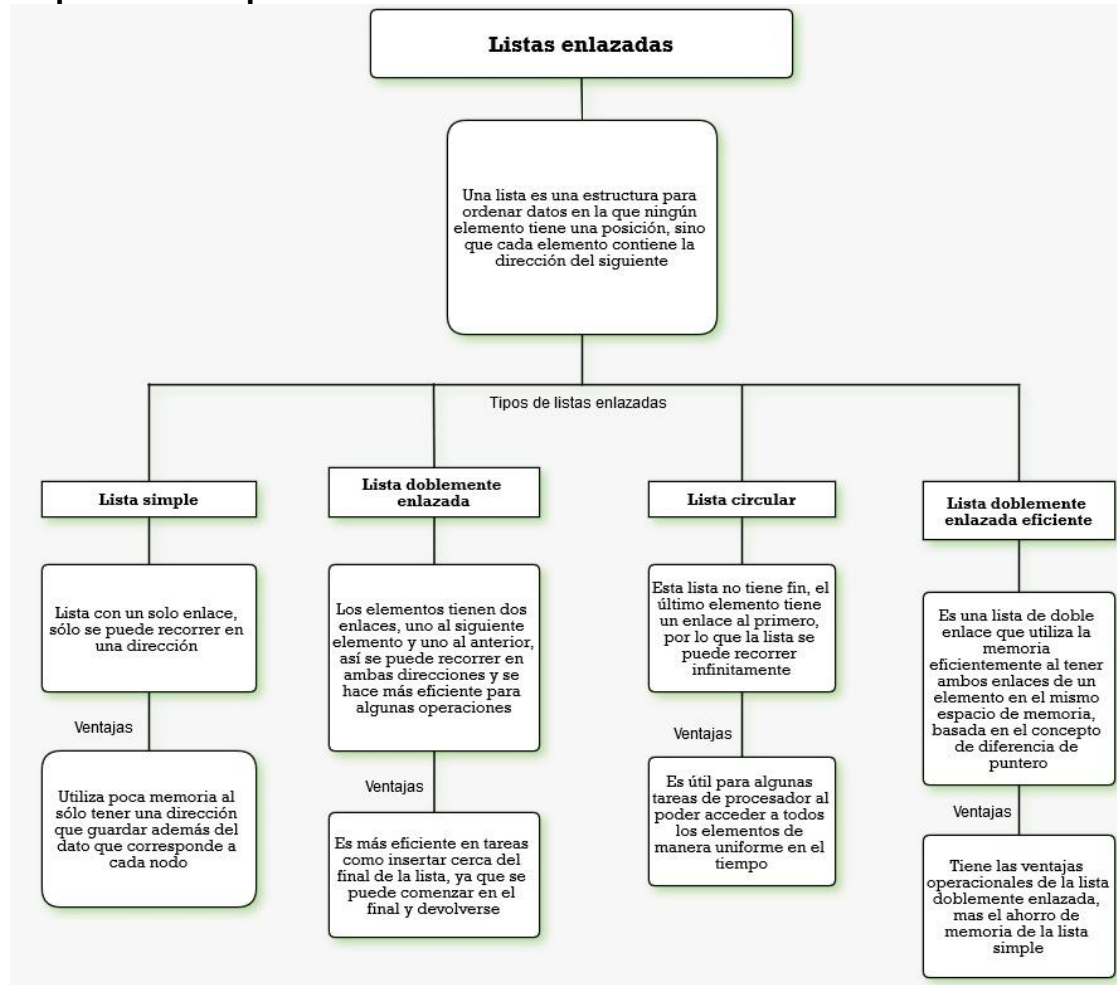 Listas enlazadas
Una lista es una estructura para
ordenar datos en la que ningún
elemento tiene una posición, sino
que cada elemento contiene la
dirección del siguiente
Tipos de listas enlazadas
Lista simple
Lista con un solo enlace,
sólo se puede recorrer en
una dirección
Ventajas
Utiliza poca memoria al
sólo tener una dirección
que guardar además del
dato que corresponde a
cada nodo
Lista doblemente
enlazada
Los elementos tienen dos
enlaces, uno al siguiente
elemento y uno al anterior,
así se puede recorrer en
ambas direcciones y se
hace más eficiente para
algunas operaciones
Ventajas
Es más eficiente en tareas
como insertar cerca del
final de la lista, ya que se
puede comenzar en el
final y devolverse
Lista circular
Esta lista no tiene fin, el
último elemento tiene
un enlace al primero,
por lo que la lista se
puede recorrer
infinitamente
Ventajas
Es útil para algunas
tareas de procesador al
poder acceder a todos
los elementos de
manera uniforme en el
tiempo
Lista doblemente
enlazada eficiente
Es una lista de doble
enlace que utiliza la
memoria
eficientemente al tener
ambos enlaces de un
elemento en el mismo
espacio de memoria,
basada en el concepto
de diferencia de
puntero
Ventajas
Tiene las ventajas
operacionales de la lista
doblemente enlazada,
mas el ahorro de
memoria de la lista
simple